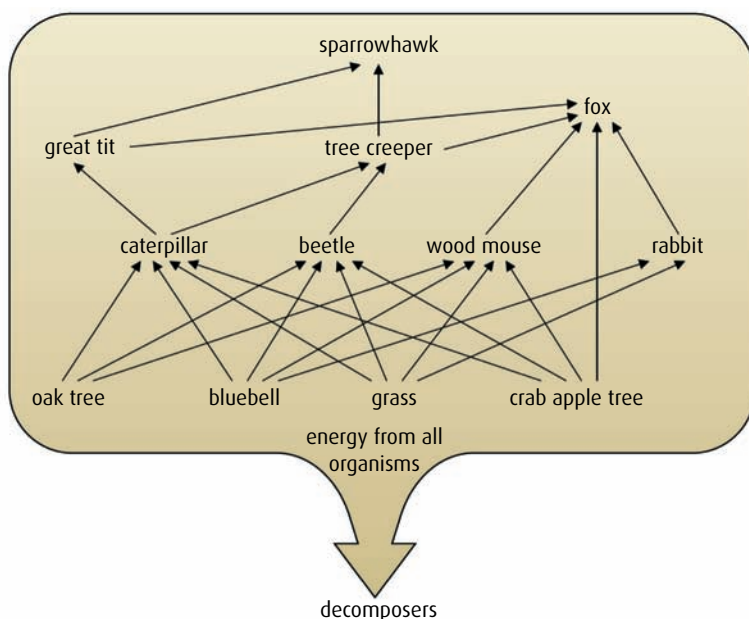 sparrowhawk
fox
great tit
tree creeper
caterpillar
beetle
wood mouse
rabbit
oak tree
bluebell
grass
crab apple tree
energy from all
organisms
decomposers